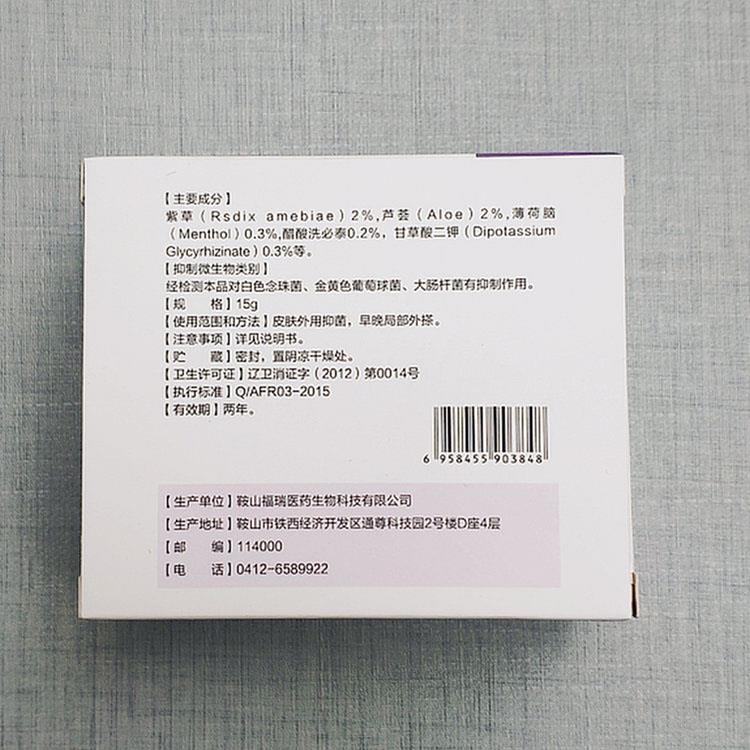 【主要成分】
紫草（Rsdix amebiae）2%,芦荟（Aloe）2%,薄荷脑
（Menthol）0.3%,醋酸洗必泰0.2%，甘草酸二钾（Dipotassium
Glycyrhizinate）0.3%等。
【抑制微生物类别】
经检测本品对白色念珠菌、金黄色葡萄球菌、大肠杆菌有抑制作用。
【规 格】15g
【使用范围和方法】皮肤外用抑菌，早晚局部外搽。
【注意事项】详见说明书。
【贮 藏】密封，置阴凉干燥处。
【卫生许可证】辽卫消证字（2012）第0014号
【执行标准】Q/AFR03-2015
【有效期】两年。
6 958455 903848
【生产单位】鞍山福瑞医药生物科技有限公司
【生产地址】鞍山市铁西经济开发区通尊科技园2号楼D座4层
【邮 编】114000
【电 话】0412-6589922